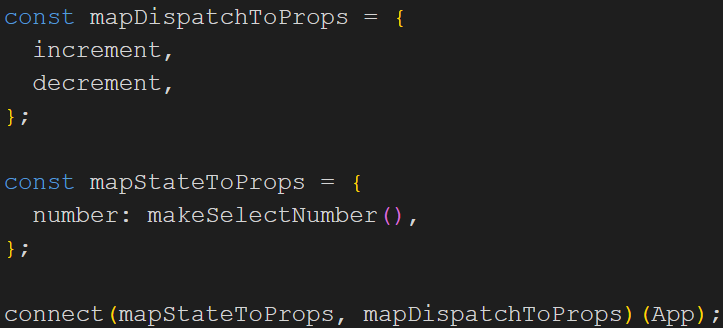 const mapDispatchToProps = {
  increment,
  decrement,
};

const mapStateToProps = {
  number: makeSelectNumber(),
};

connect(mapStateToProps, mapDispatchToProps)(App);